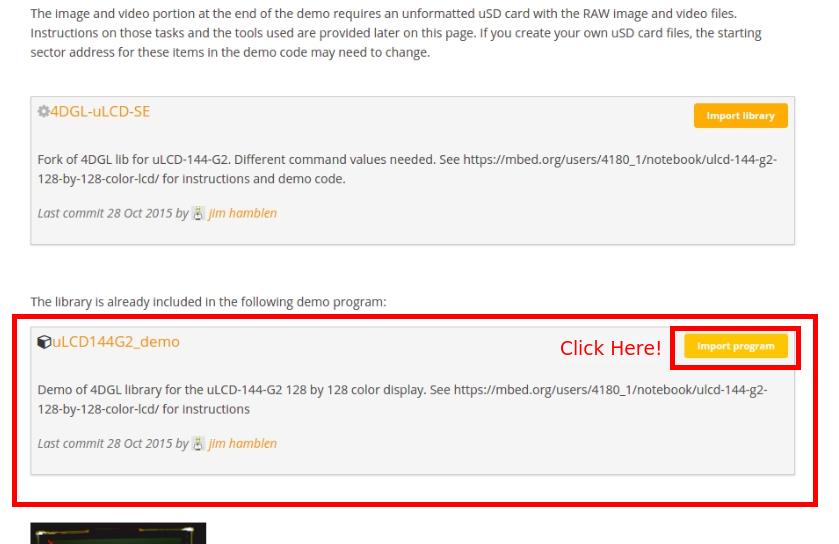 The image and video portion at the end of the demo requires an unformatted uSD card with the RAW image and video files.
Instructions on those tasks and the tools used are provided later on this page. If you create your own uSD card files, the starting
sector address for these items in the demo code may need to change.
4DGL-uLCD-SE
Import library
Fork of 4DGL lib for uLCD-144-G2. Different command values needed. See https://mbed.org/users/4180_1/notebook/ulcd-144-g2-
128-by-128-color-lcd/ for instructions and demo code.
Last commit 28 Oct 2015 by jim hamblen
The library is already included in the following demo program:
uLCD144G2_demo
Click Here!
Import program
Demo of 4DGL library for the uLCD-144-G2 128 by 128 color display. See https://mbed.org/users/4180_1/notebook/ulcd-144-g2-
128-by-128-color-lcd/ for instructions
Last commit 28 Oct 2015 by jim hamblen